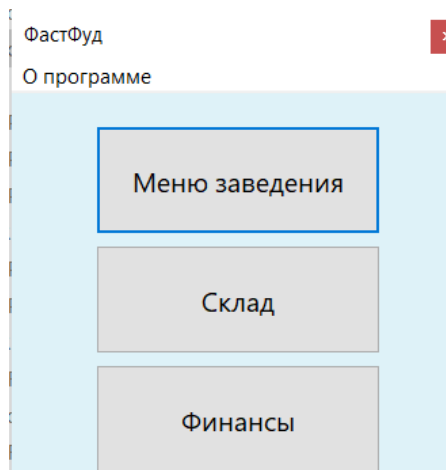 ФастФуд
О программе
Меню заведения
Склад
Финансы